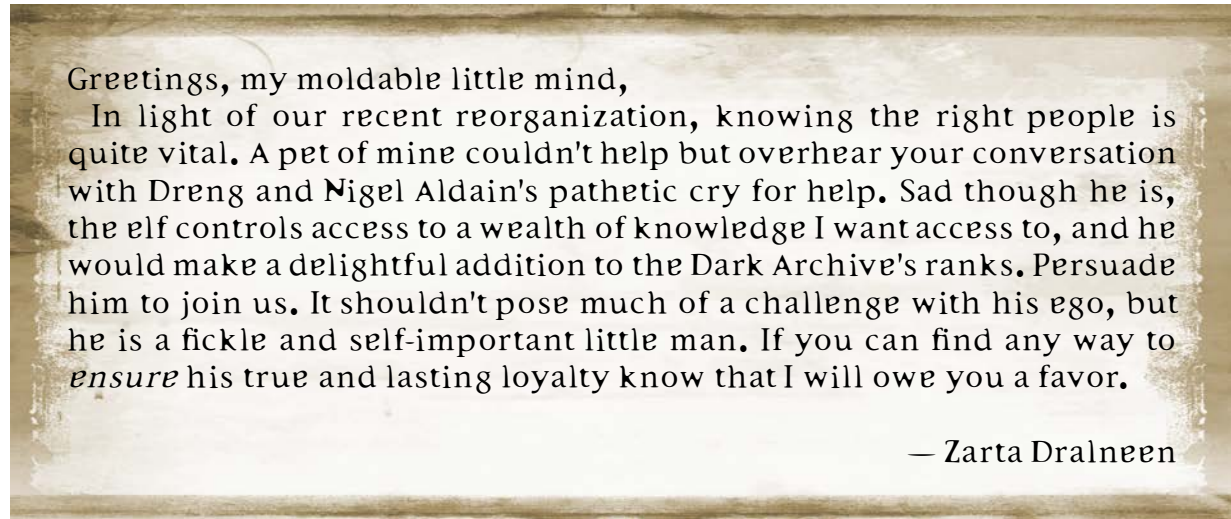 Greetings, my moldable little mind,
In light of our recent reorganization, knowing the right people is
quite vital. A pet of mine couldn't help but overhear your conversation
with Dreng and Nigel Aldain's pathetic cry for help. Sad though he is,
the elf controls access to a wealth of knowledge I want access to, and he
would make a delightful addition to the Dark Archive's ranks. Persuade
him to join us. It shouldn't pose much of a challenge with his ego, but
he is a fickle and self-important little man. If you can find any way to
ensure his true and lasting loyalty know that I will owe you a favor.
— Zarta Dralneen